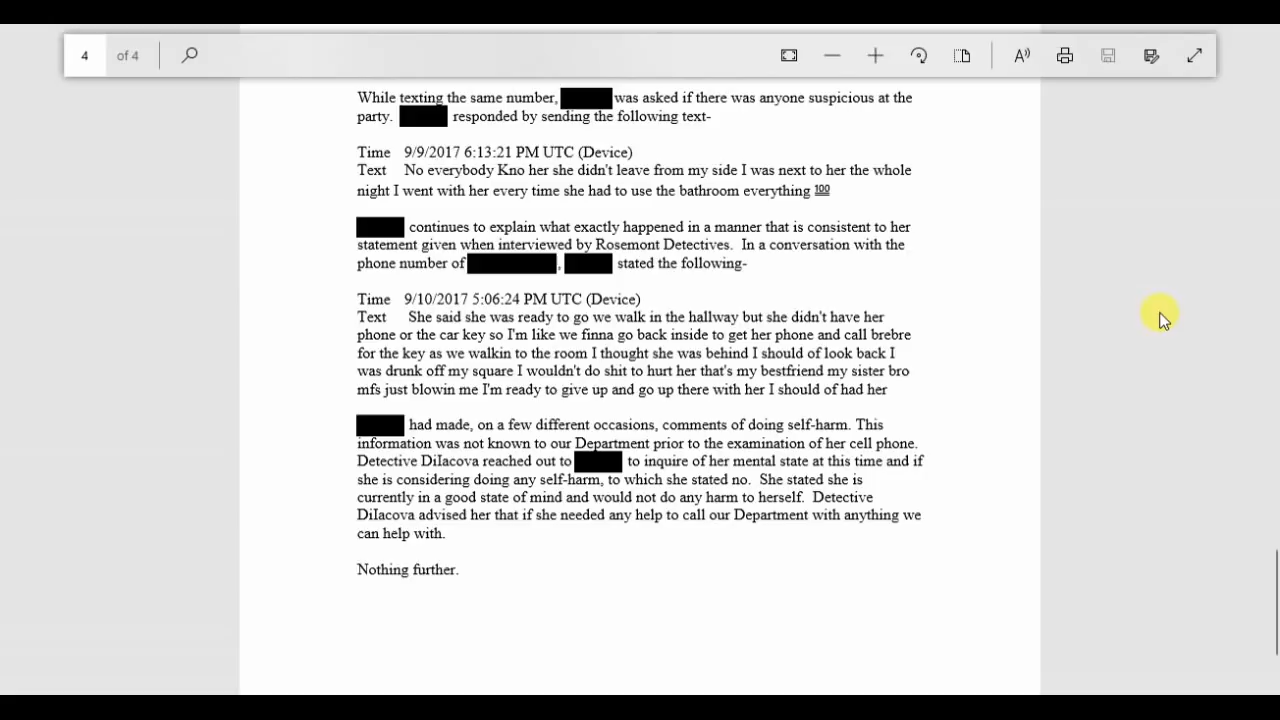 4 of 4
While texting the same number, was asked if there was anyone suspicious at the
party. responded by sending the following text-
Time 9/9/2017 6:13:21 PM UTC (Device)
Text No everybody Kno her she didn't leave from my side I was next to her the whole
night I went with her every time she had to use the bathroom everything 💯
continues to explain what exactly happened in a manner that is consistent to her
statement given when interviewed by Rosemont Detectives. In a conversation with the
phone number of , stated the following-
Time 9/10/2017 5:06:24 PM UTC (Device)
Text She said she was ready to go we walk in the hallway but she didn't have her
phone or the car key so I'm like we finna go back inside to get her phone and call brebre
for the key as we walkin to the room I thought she was behind I should of look back I
was drunk off my square I wouldn't do shit to hurt her that's my bestfriend my sister bro
mfs just blowin me I'm ready to give up and go up there with her I should of had her
had made, on a few different occasions, comments of doing self-harm. This
information was not known to our Department prior to the examination of her cell phone.
Detective DiIacova reached out to to inquire of her mental state at this time and if
she is considering doing any self-harm, to which she stated no. She stated she is
currently in a good state of mind and would not do any harm to herself. Detective
DiIacova advised her that if she needed any help to call our Department with anything we
can help with.
Nothing further.